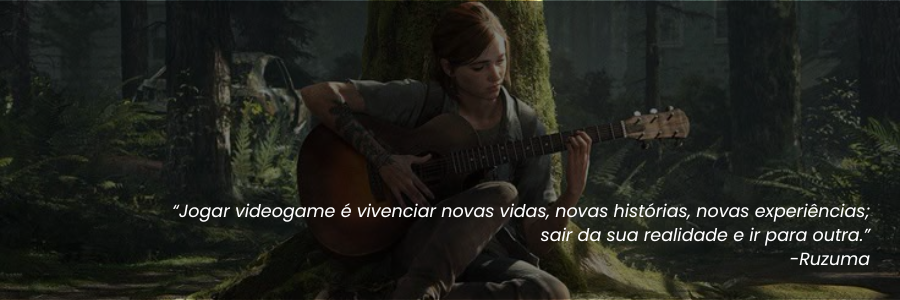 “Jogar videogame é vivenciar novas vidas, novas histórias, novas experiências;
sair da sua realidade e ir para outra.”
-Ruzuma